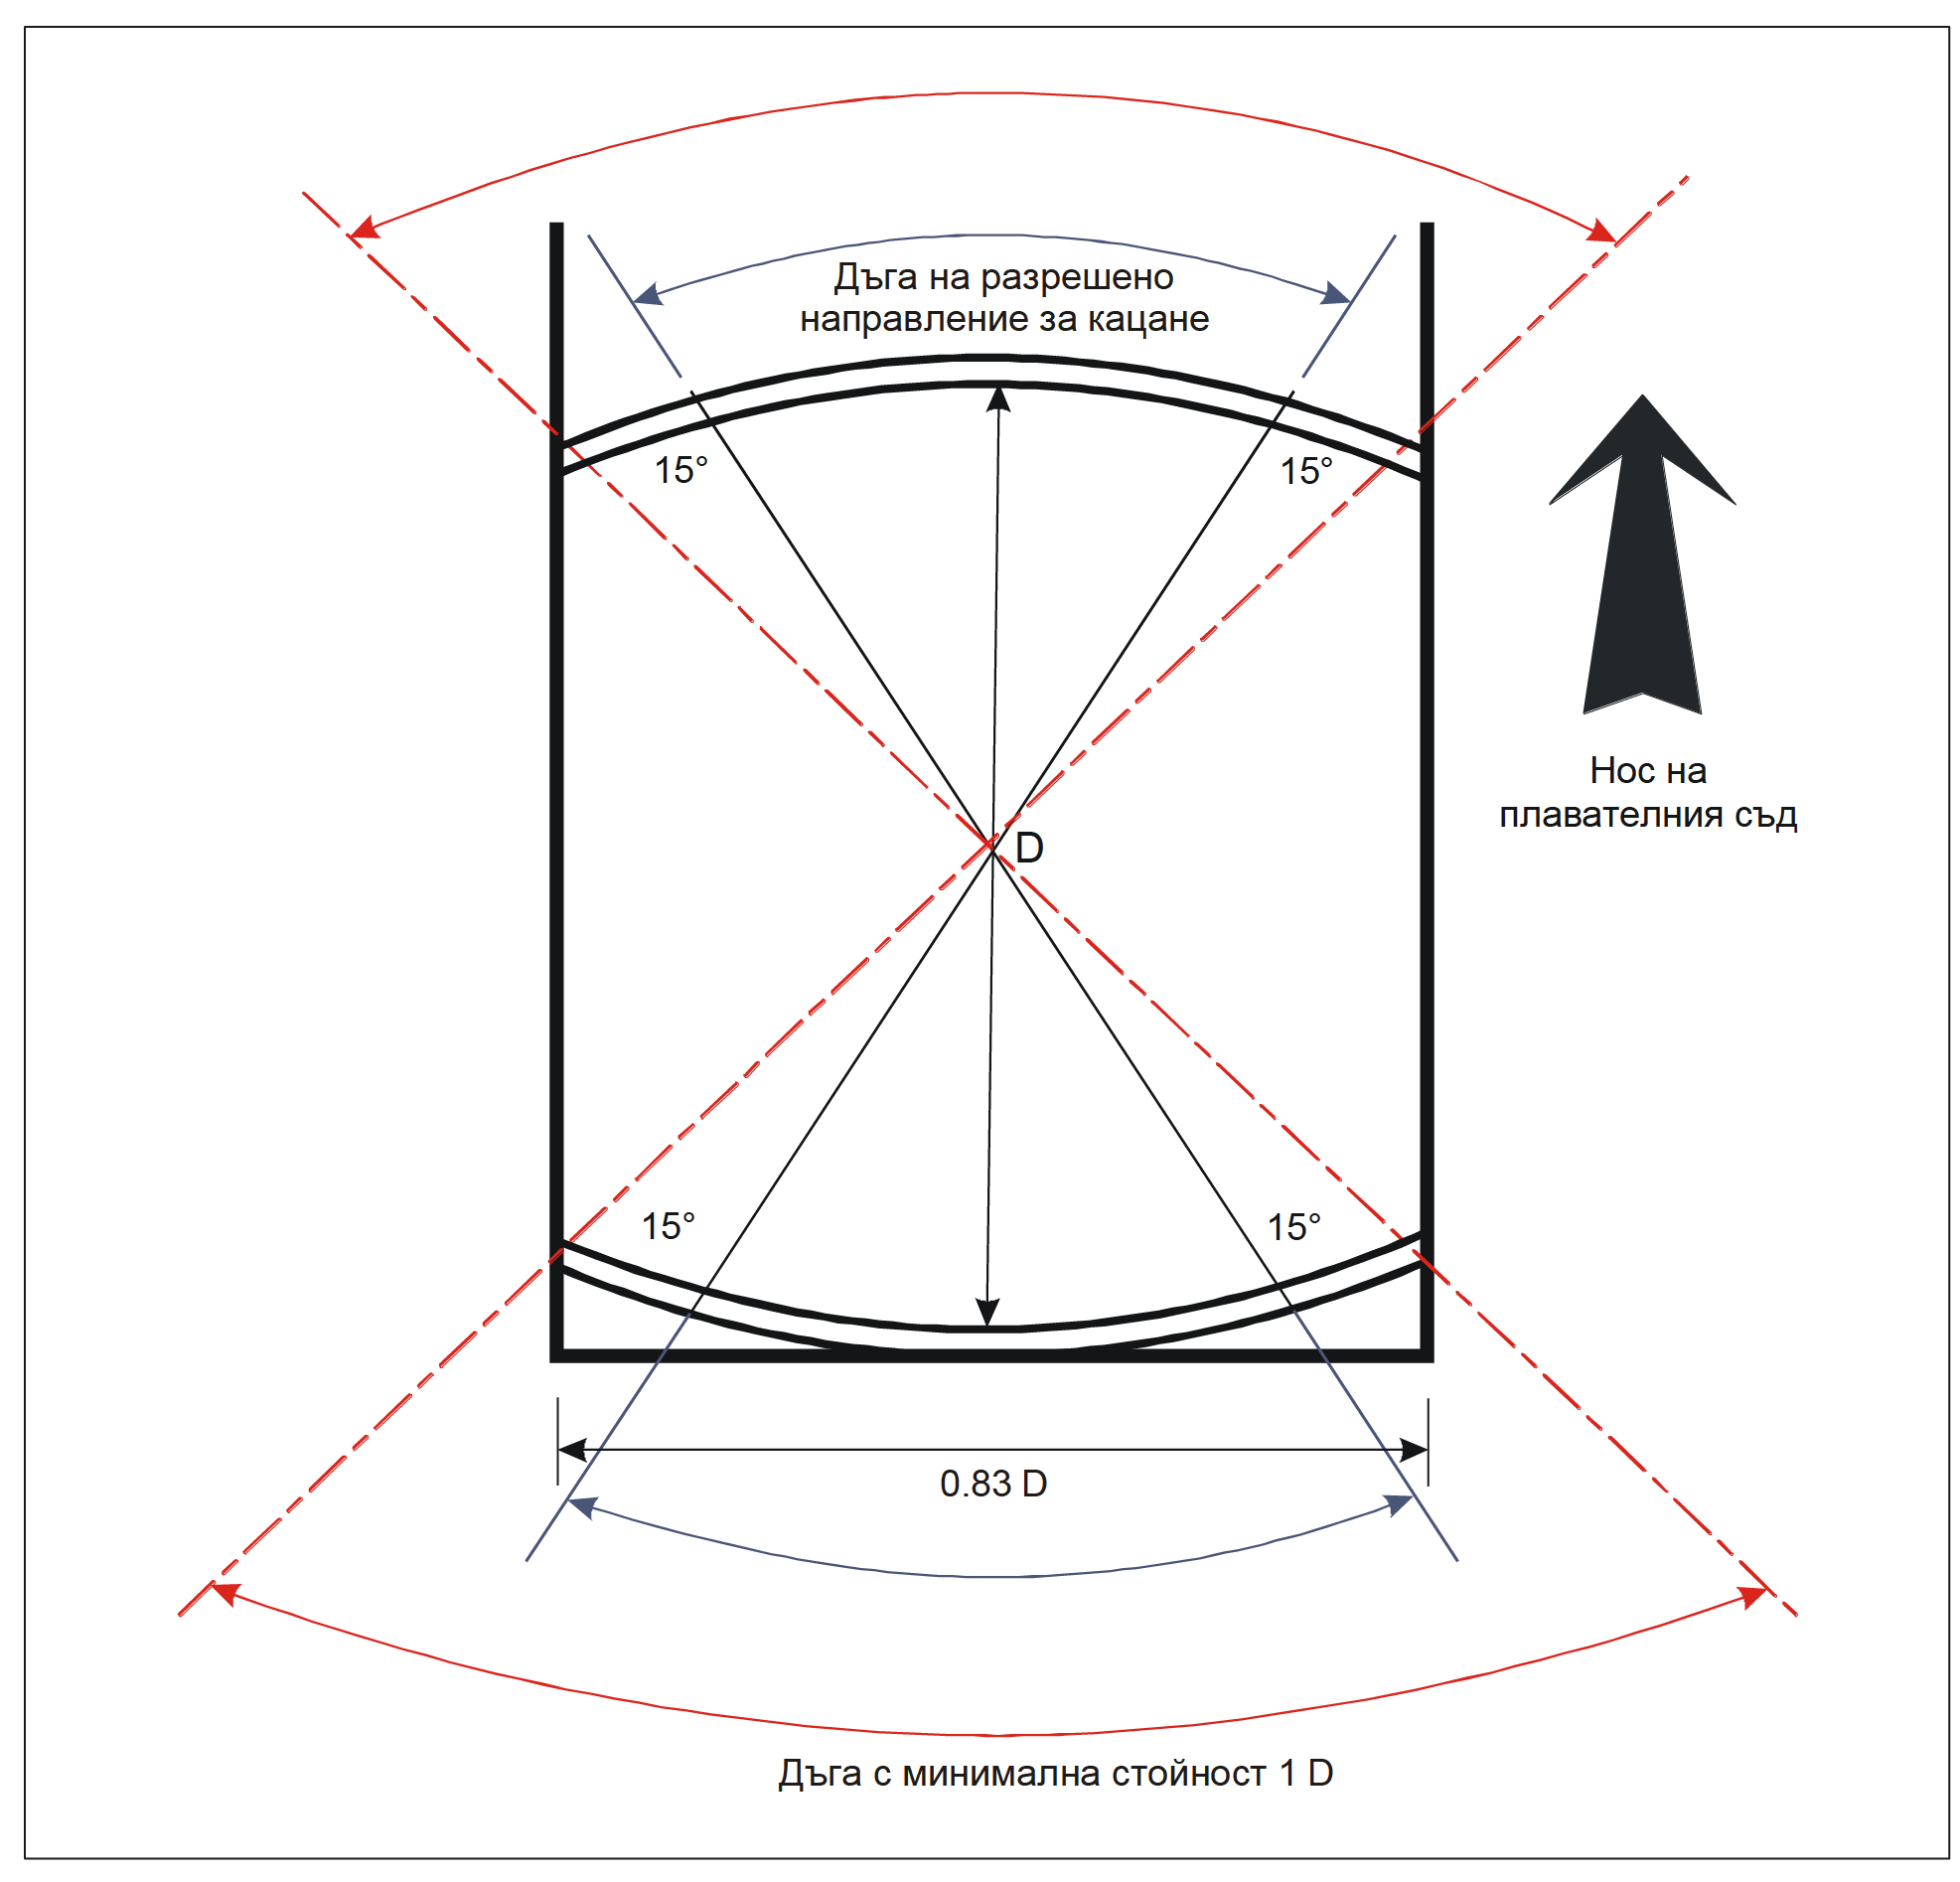 Дъга на разрешено
направление за кацане
15°
15°
Нос на
плавателния съд
D
15°
15°
0.83 D
Дъга с минимална стойност 1 D